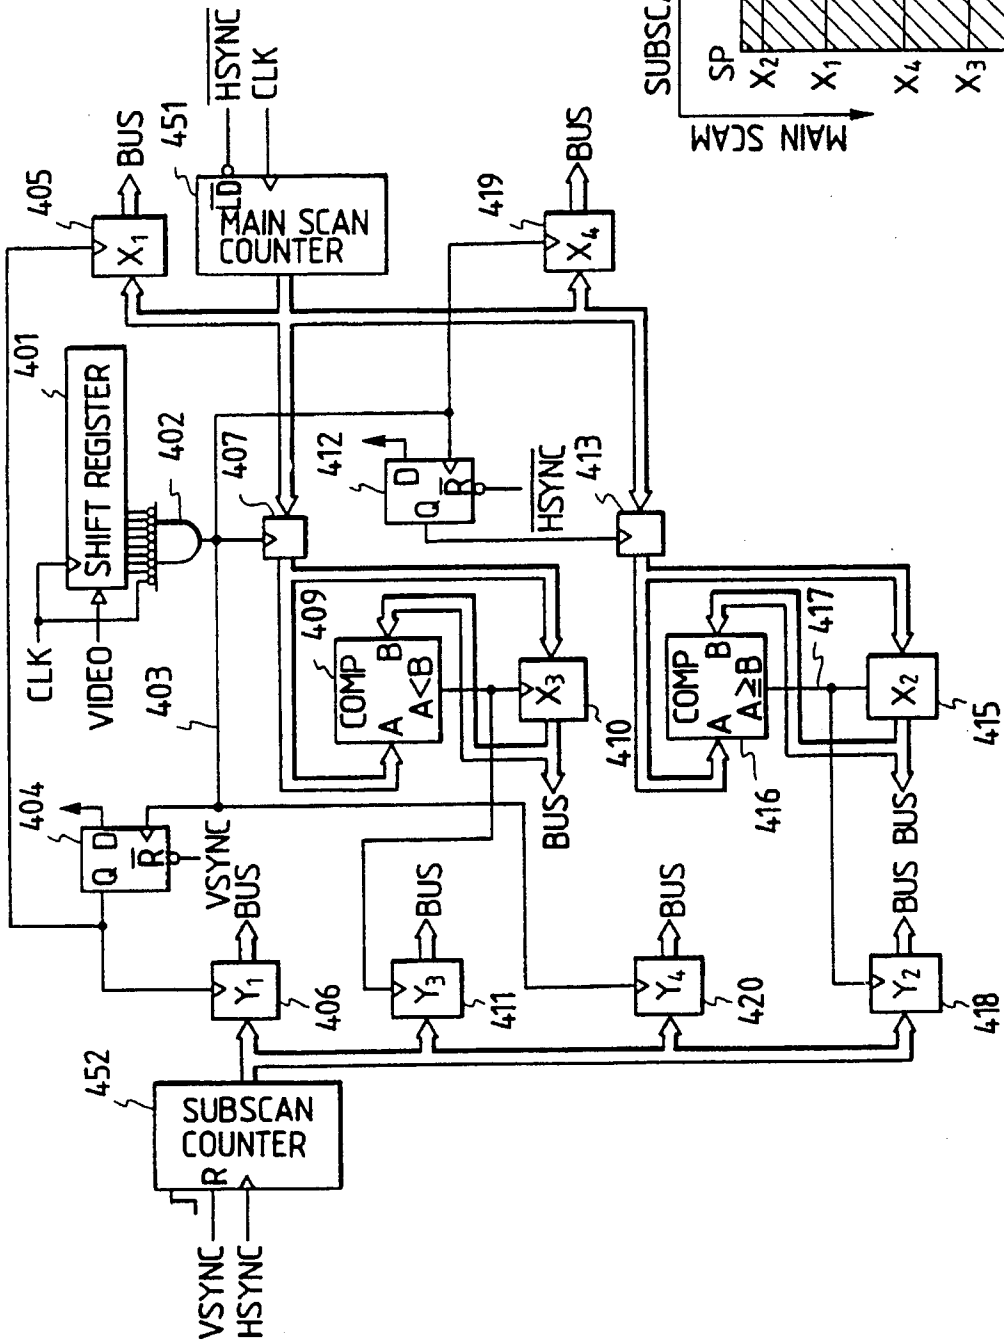 VSYNC
HSYNC
452
SUBSCAN
COUNTER
R
Y1
BUS
406
Y3
BUS
411
Y4
BUS
420
Y2
BUS
418
404
Q
D
R
VSYNC
403
CLK
VIDEO
401
SHIFT REGISTER
402
407
409
COMP
A
B
A<B
X3
410
BUS
412
D
Q
R
HSYNC
413
COMP
A
B
A≥B
416
417
X2
415
BUS
405
X1
BUS
451
LD
MAIN SCAN
COUNTER
HSYNC
CLK
419
X4
BUS
SP
X2
X1
X4
X3
MAIN SCAM